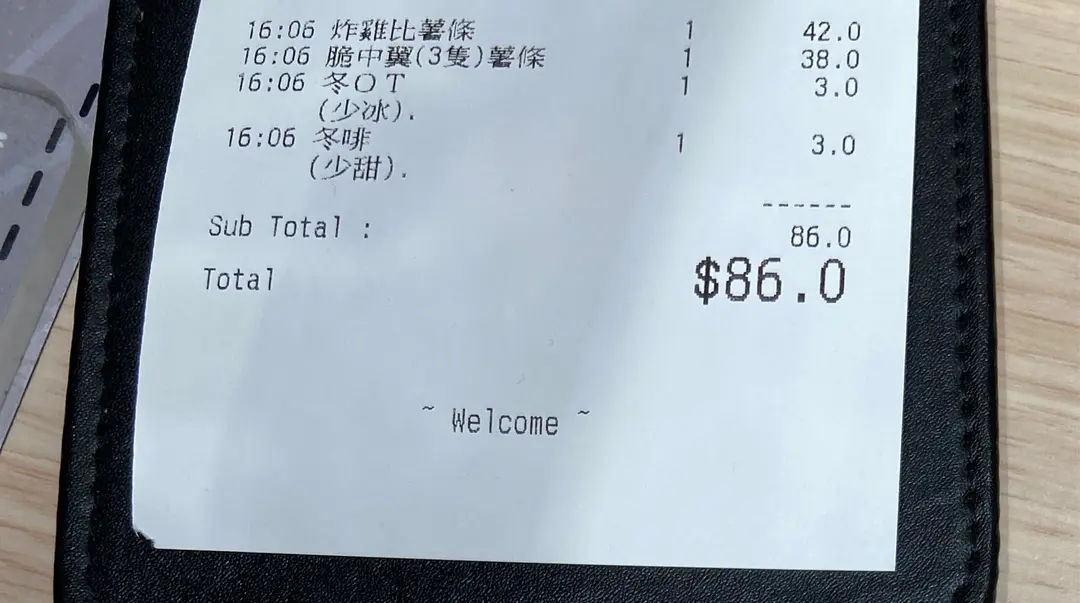 16:06 炸雞比薯條 1 42.0
16:06 脆中翼(3隻)薯條 1 38.0
16:06 冬OT 1 3.0
(少冰).
16:06 冬啡 1 3.0
(少甜).
------
Sub Total : 86.0
Total $86.0
~ Welcome ~